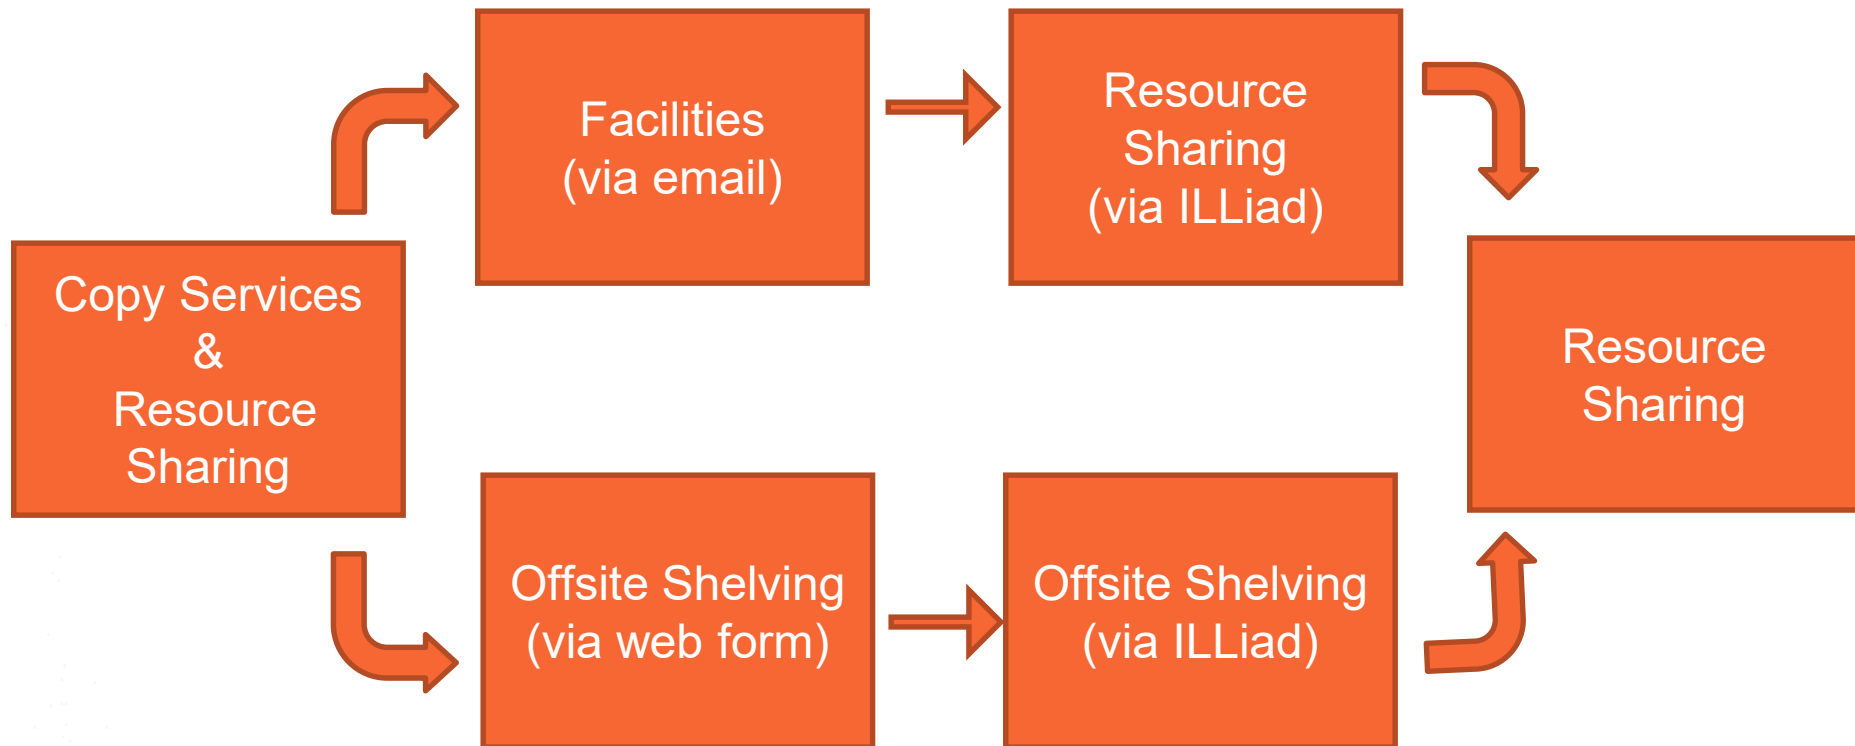 Copy Services
&
Resource
Sharing
Facilities
(via email)
Resource
Sharing
(via ILLiad)
Offsite Shelving
(via web form)
Offsite Shelving
(via ILLiad)
Resource
Sharing